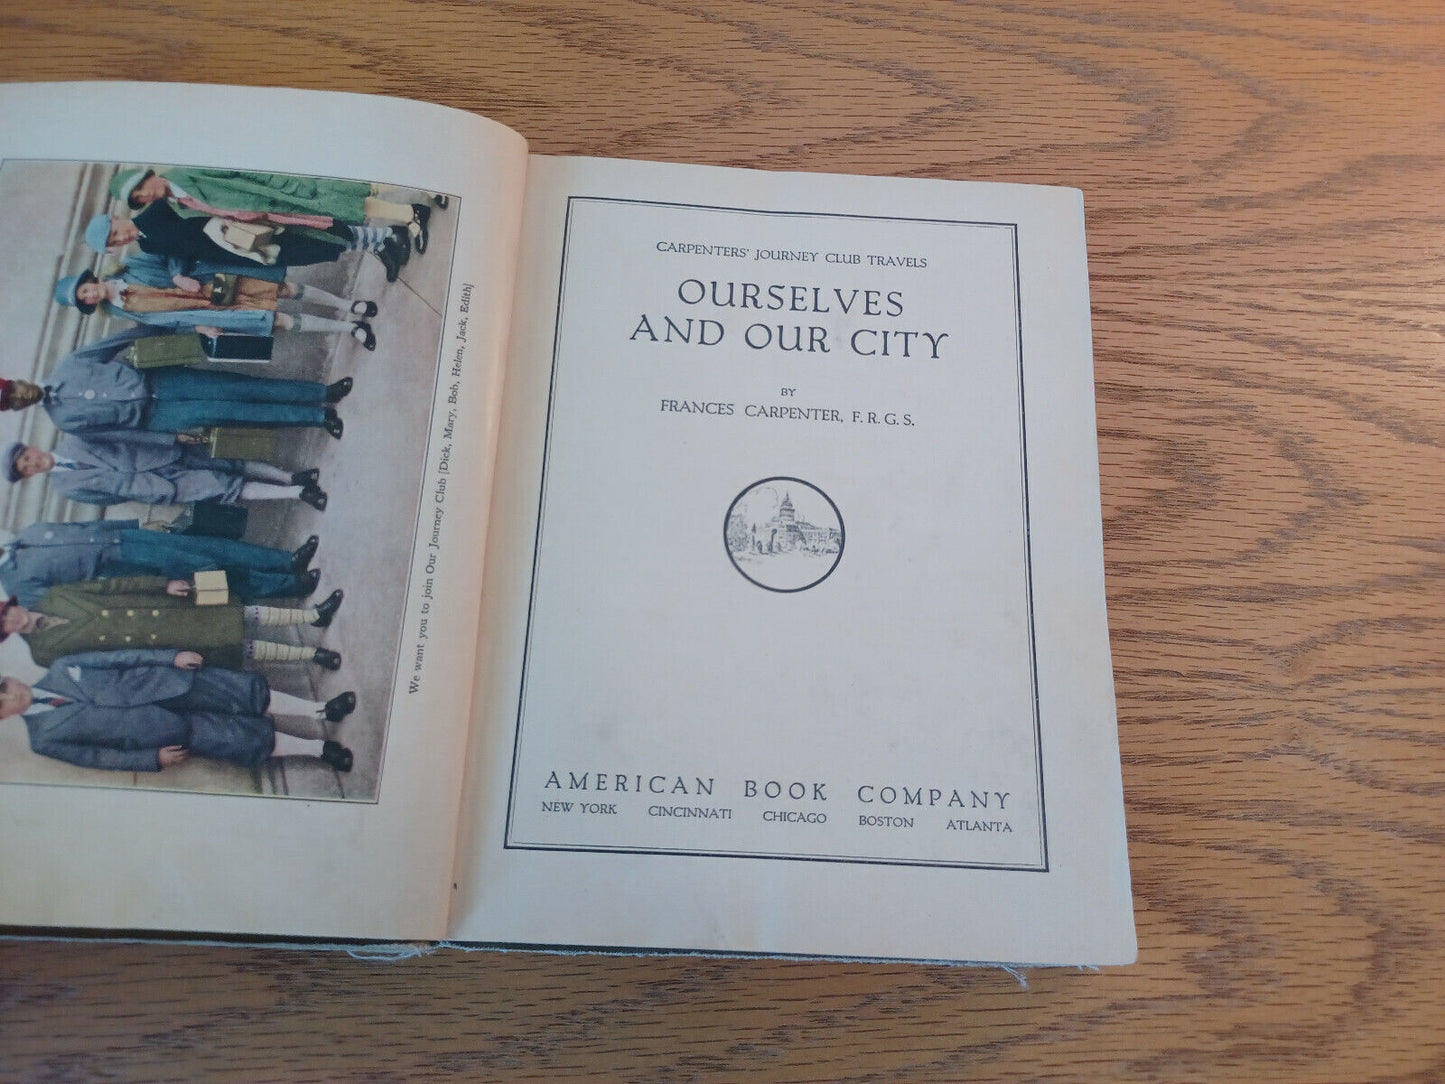 We want you to join Our Journey Club [Dick, Mary, Bob, Helen, Jack, Edith]
CARPENTERS' JOURNEY CLUB TRAVELS
OURSELVES
AND OUR CITY
BY
FRANCES CARPENTER, F. R. G. S.
AMERICAN BOOK COMPANY
NEW YORK CINCINNATI CHICAGO BOSTON ATLANTA